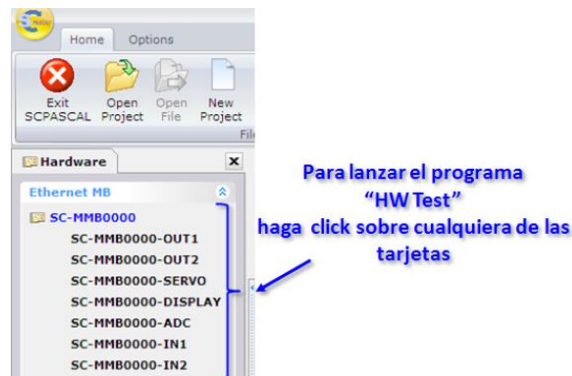 Home Options
Exit SCPASCAL
Open Project
Open File
New Project
Hardware
Ethernet MB
SC-MMB0000
SC-MMB0000-OUT1
SC-MMB0000-OUT2
SC-MMB0000-SERVO
SC-MMB0000-DISPLAY
SC-MMB0000-ADC
SC-MMB0000-IN1
SC-MMB0000-IN2
Para lanzar el programa
“HW Test”
haga click sobre cualquiera de las
tarjetas